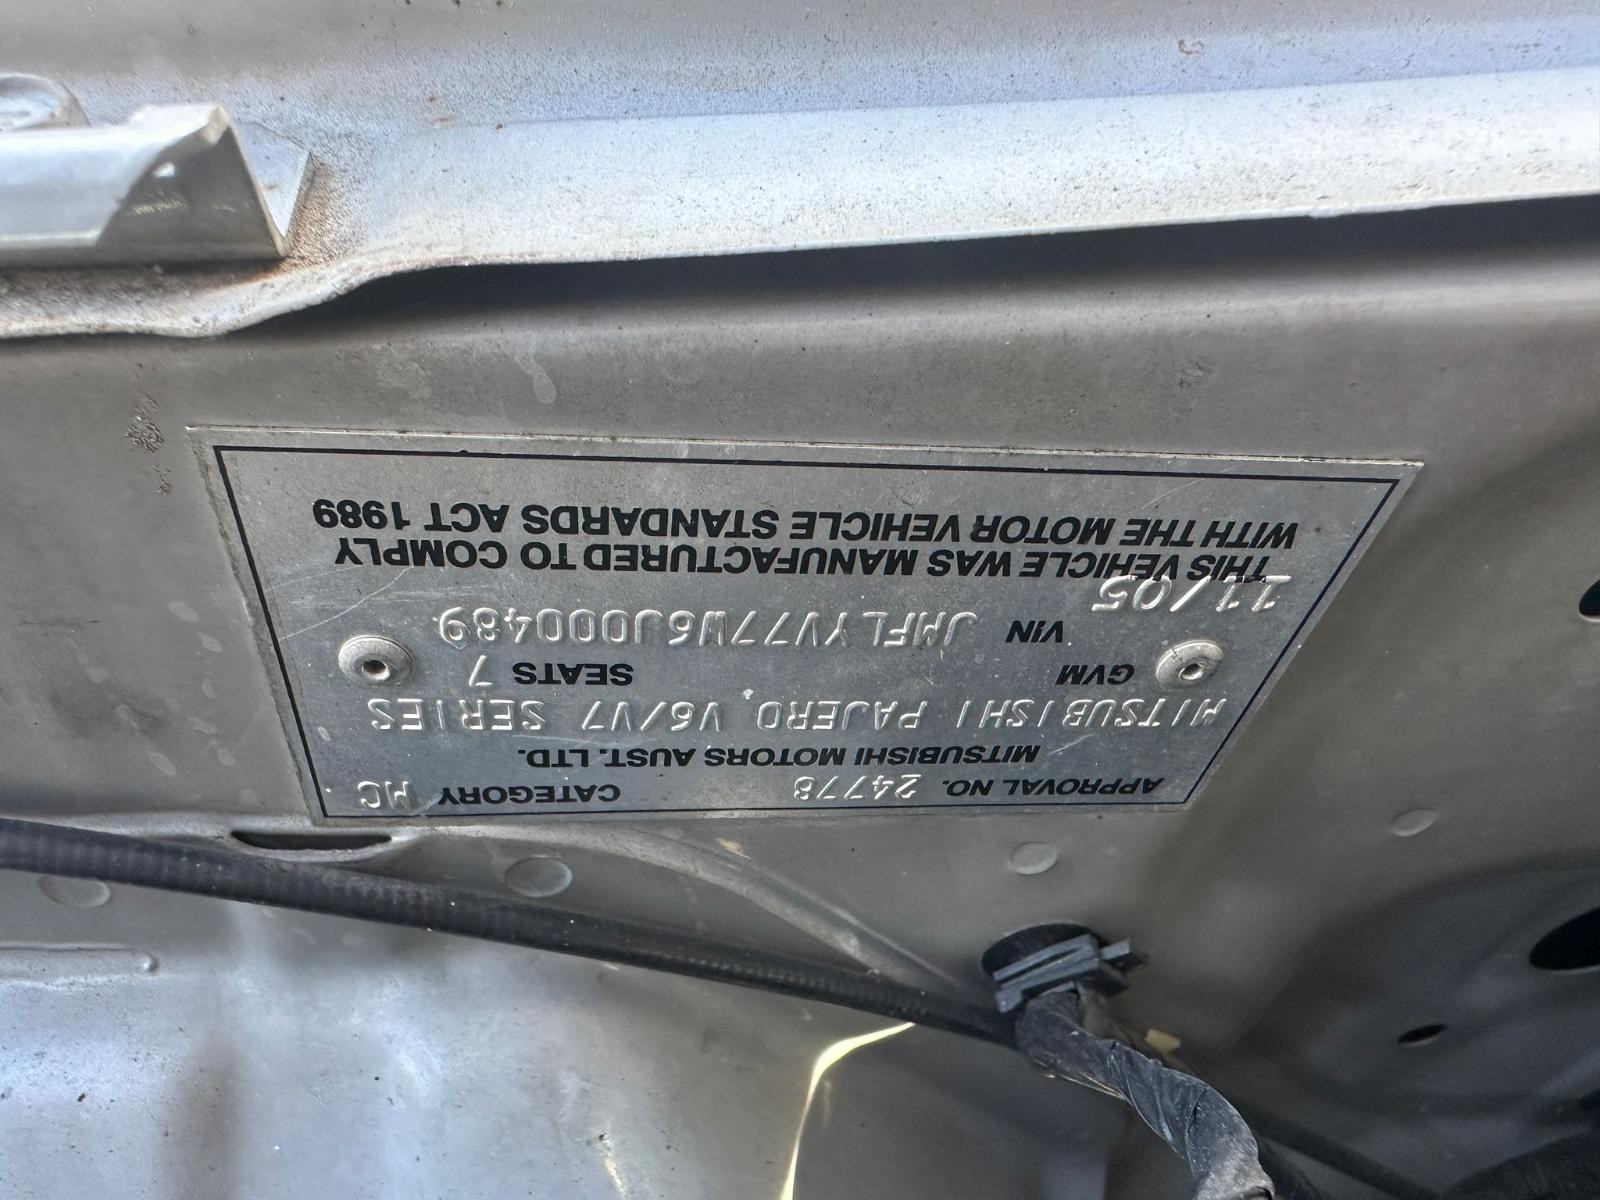 APPROVAL NO. 24778 CATEGORY MC
MITSUBISHI MOTORS AUST. LTD.
MITSUBISHI PAJERO, V6/V7 SERIES
GVM SEATS 7
VIN JMFLYV77W6J000489
11/05
THIS VEHICLE WAS MANUFACTURED TO COMPLY
WITH THE MOTOR VEHICLE STANDARDS ACT 1989